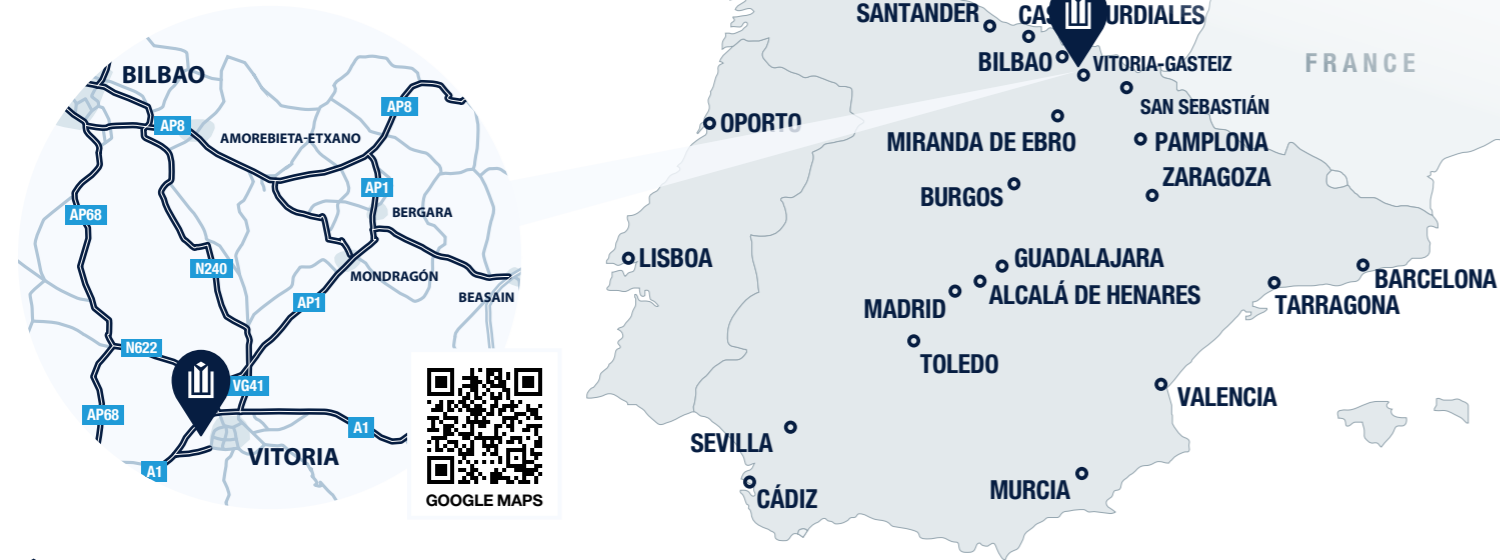 BILBAO
AP8
AP8
AMOREBIETA-ETXANO
AP1
BERGARA
AP68
N240
MONDRAGÓN
BEASAIN
AP1
N622
VG41
AP68
A1
VITORIA
A1
GOOGLE MAPS
SANTANDER
CAS URDIALES
BILBAO
VITORIA-GASTEIZ
FRANCE
SAN SEBASTIÁN
OPORTO
MIRANDA DE EBRO
PAMPLONA
ZARAGOZA
BURGOS
LISBOA
GUADALAJARA
MADRID
ALCALÁ DE HENARES
BARCELONA
TARRAGONA
TOLEDO
VALENCIA
SEVILLA
CÁDIZ
MURCIA